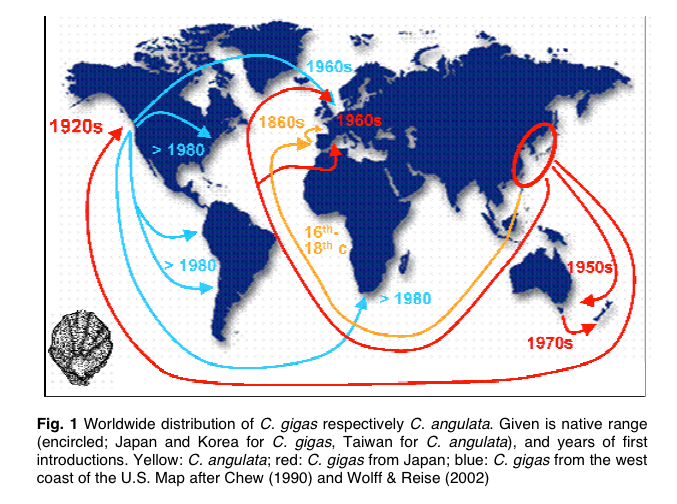 1960s
1920s
1860s
1960s
> 1980
16th-
18th c
> 1980
> 1980
1950s
1970s
Fig. 1 Worldwide distribution of C. gigas respectively C. angulata. Given is native range
(encircled; Japan and Korea for C. gigas, Taiwan for C. angulata), and years of first
introductions. Yellow: C. angulata; red: C. gigas from Japan; blue: C. gigas from the west
coast of the U.S. Map after Chew (1990) and Wolff & Reise (2002)